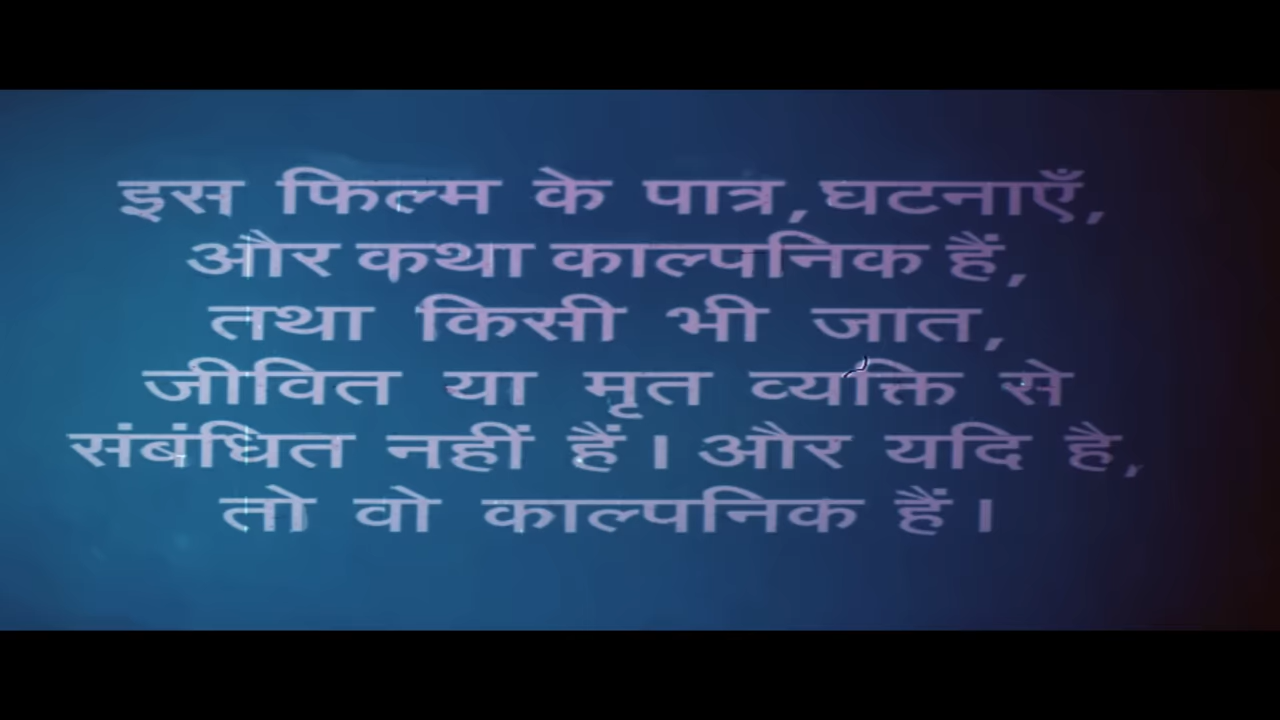 इस फिल्म के पात्र,घटनाएँ,
और कथा काल्पनिक हैं,
तथा किसी भी जात,
जीवित या मृत व्यक्ति से
संबंधित नहीं हैं। और यदि है,
तो वो काल्पनिक हैं।